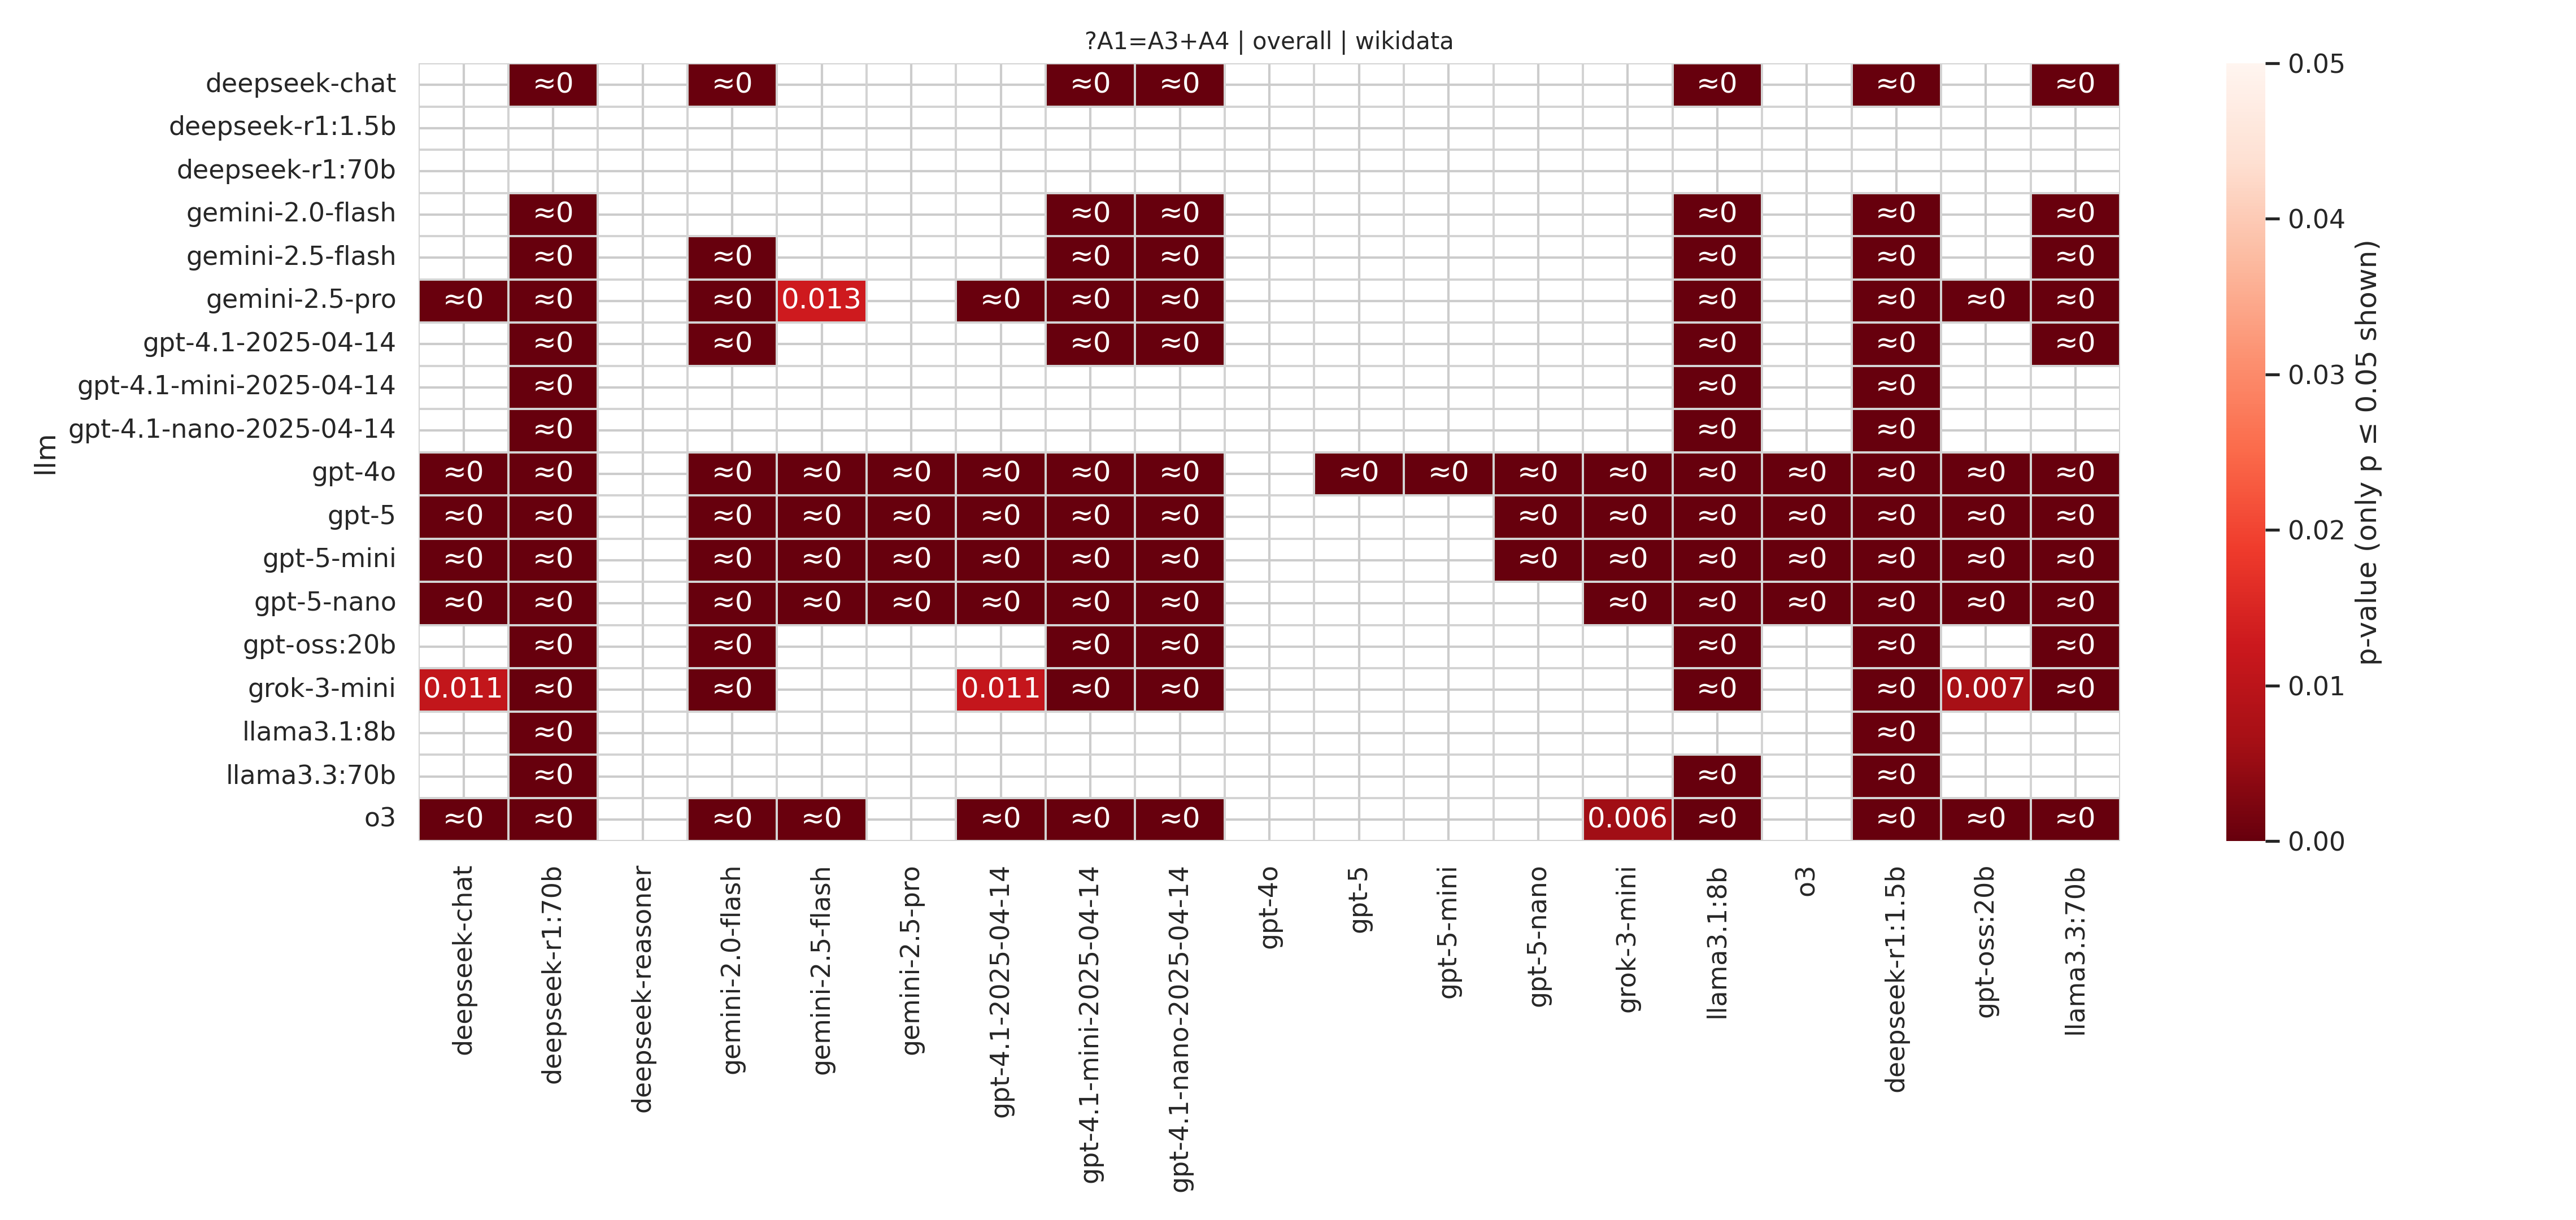 ?A1=A3+A4 | overall | wikidata
llm
deepseek-chat ≈0 ≈0 ≈0 ≈0 ≈0 ≈0 ≈0
deepseek-r1:1.5b
deepseek-r1:70b
gemini-2.0-flash ≈0 ≈0 ≈0 ≈0 ≈0 ≈0
gemini-2.5-flash ≈0 ≈0 ≈0 ≈0 ≈0 ≈0 ≈0
gemini-2.5-pro ≈0 ≈0 ≈0 0.013 ≈0 ≈0 ≈0 ≈0 ≈0 ≈0 ≈0
gpt-4.1-2025-04-14 ≈0 ≈0 ≈0 ≈0 ≈0 ≈0 ≈0
gpt-4.1-mini-2025-04-14 ≈0 ≈0 ≈0
gpt-4.1-nano-2025-04-14 ≈0 ≈0 ≈0
gpt-4o ≈0 ≈0 ≈0 ≈0 ≈0 ≈0 ≈0 ≈0 ≈0 ≈0 ≈0 ≈0 ≈0 ≈0 ≈0 ≈0 ≈0
gpt-5 ≈0 ≈0 ≈0 ≈0 ≈0 ≈0 ≈0 ≈0 ≈0 ≈0 ≈0 ≈0 ≈0 ≈0 ≈0
gpt-5-mini ≈0 ≈0 ≈0 ≈0 ≈0 ≈0 ≈0 ≈0 ≈0 ≈0 ≈0 ≈0 ≈0 ≈0 ≈0
gpt-5-nano ≈0 ≈0 ≈0 ≈0 ≈0 ≈0 ≈0 ≈0 ≈0 ≈0 ≈0 ≈0 ≈0 ≈0
gpt-oss:20b ≈0 ≈0 ≈0 ≈0 ≈0 ≈0 ≈0
grok-3-mini 0.011 ≈0 ≈0 0.011 ≈0 ≈0 ≈0 ≈0 0.007 ≈0
llama3.1:8b ≈0 ≈0
llama3.3:70b ≈0 ≈0 ≈0
o3 ≈0 ≈0 ≈0 ≈0 ≈0 ≈0 ≈0 0.006 ≈0 ≈0 ≈0 ≈0
deepseek-chat
deepseek-r1:70b
deepseek-reasoner
gemini-2.0-flash
gemini-2.5-flash
gemini-2.5-pro
gpt-4.1-2025-04-14
gpt-4.1-mini-2025-04-14
gpt-4.1-nano-2025-04-14
gpt-4o
gpt-5
gpt-5-mini
gpt-5-nano
grok-3-mini
llama3.1:8b
o3
deepseek-r1:1.5b
gpt-oss:20b
llama3.3:70b
0.05
0.04
0.03
0.02
0.01
0.00
p-value (only p ≤ 0.05 shown)